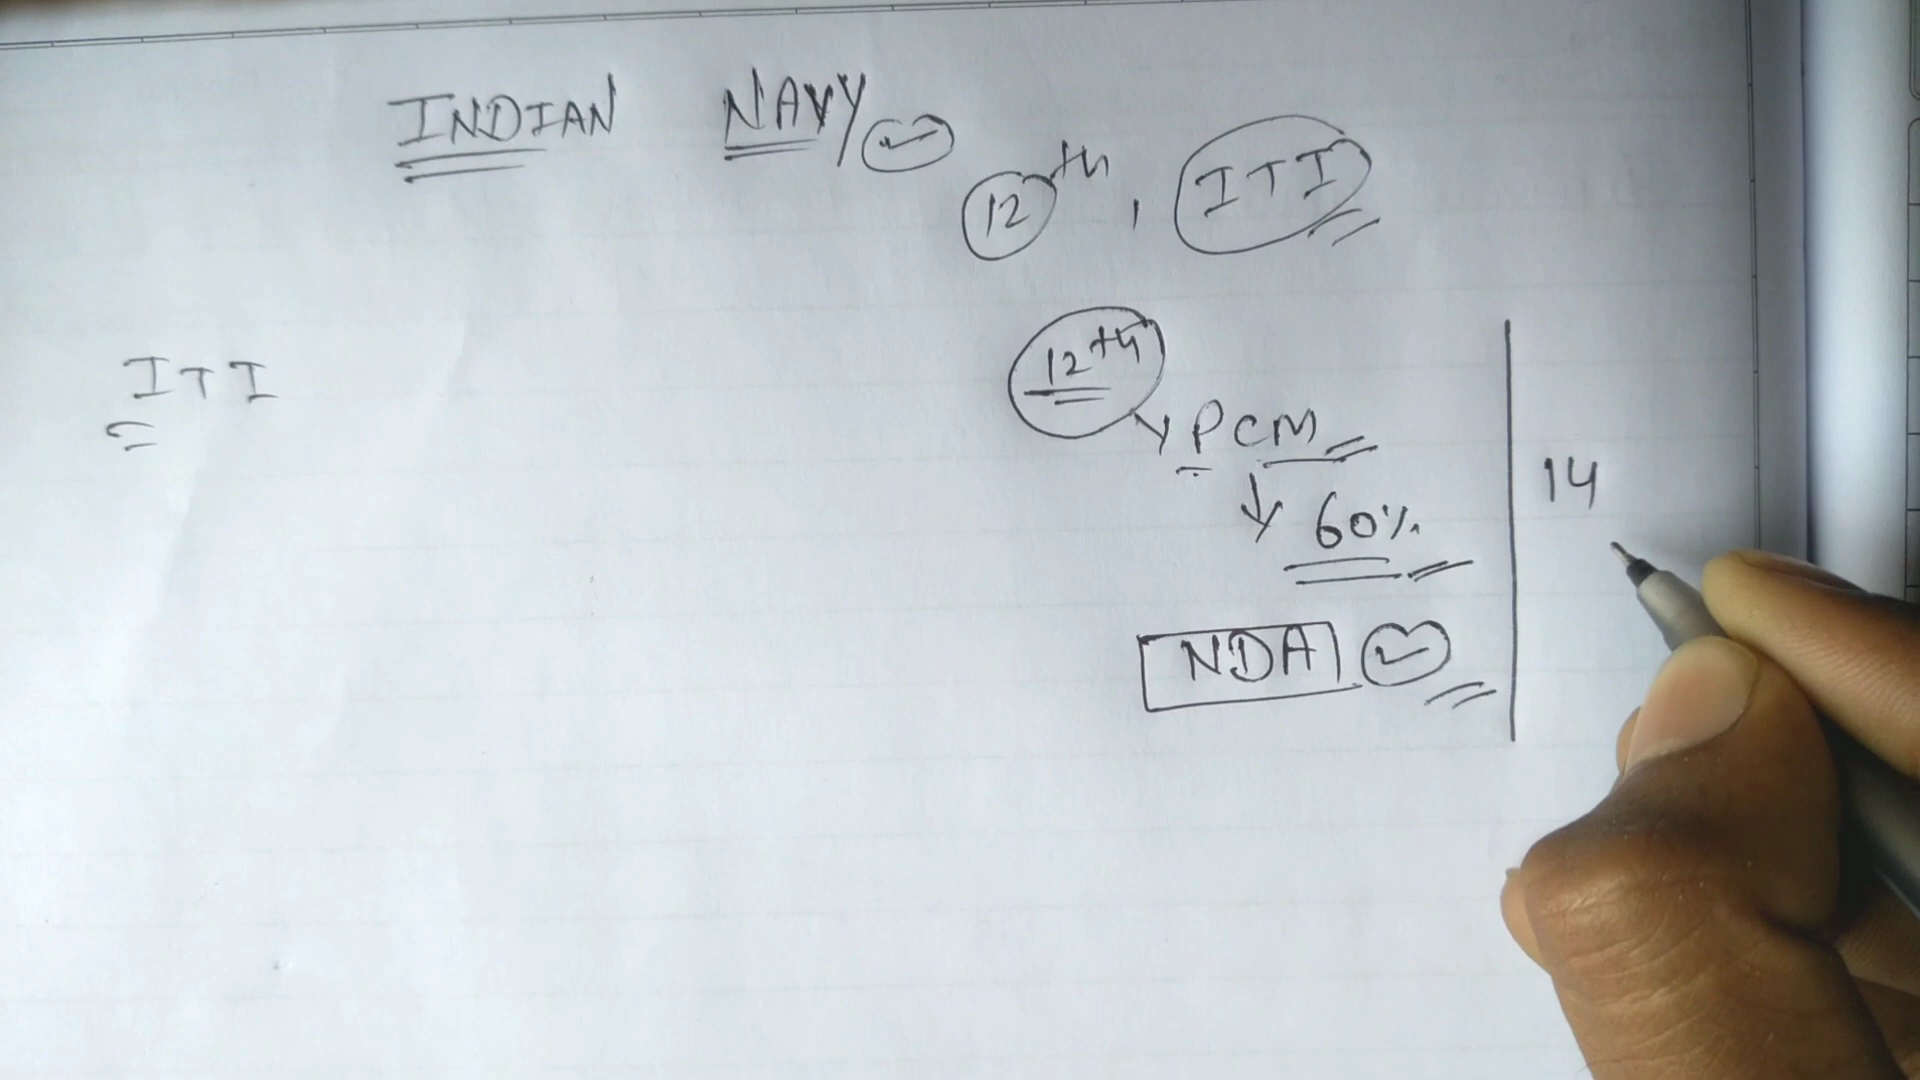 INDIAN NAVY
12th, ITI
ITI
12th
PCM
60%
NDA
14